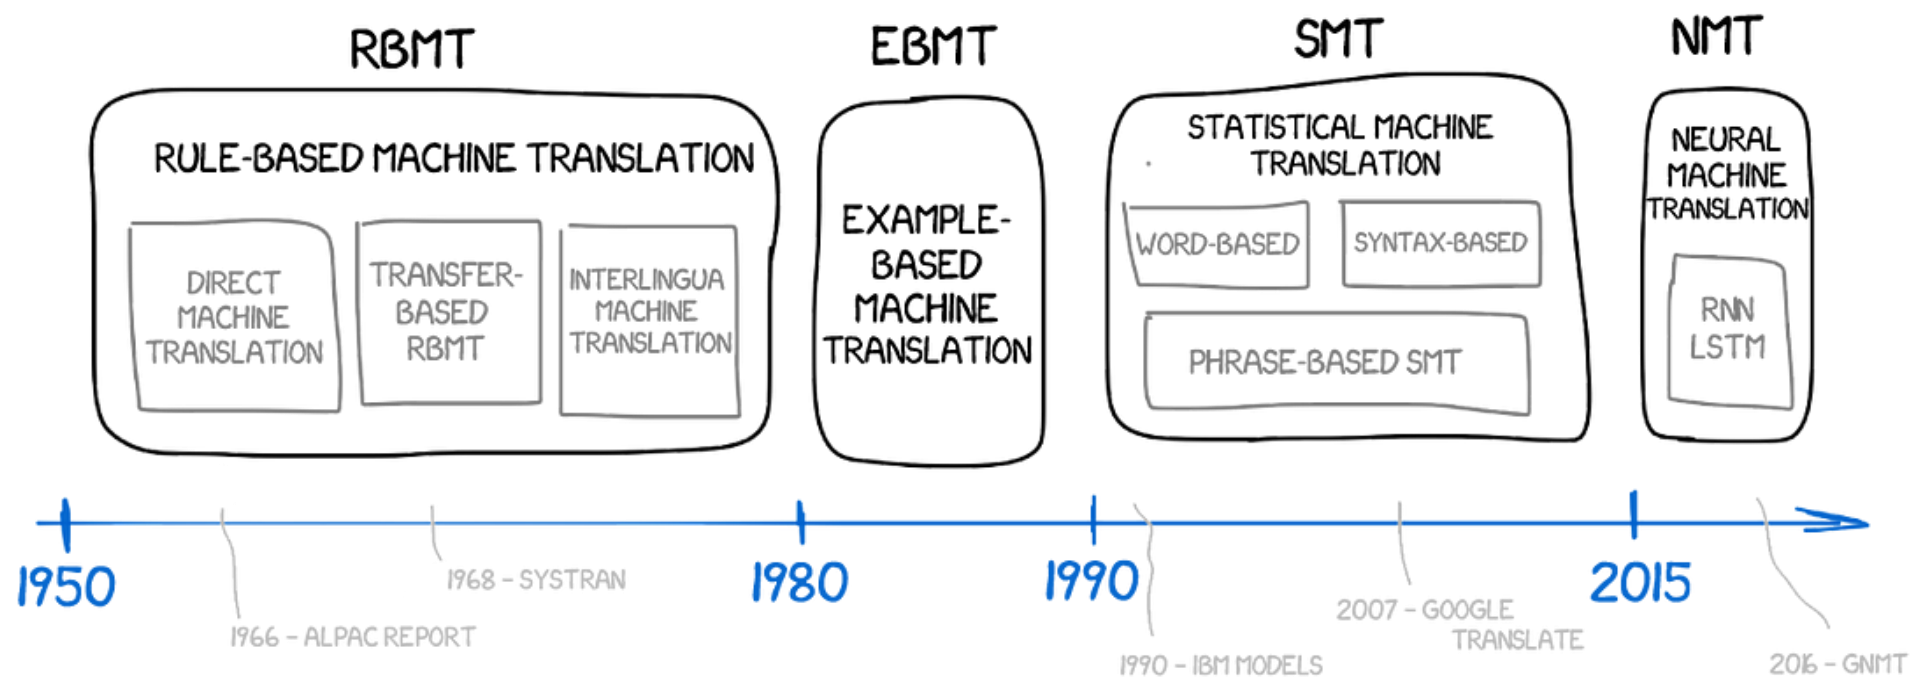 RBMT
EBMT
SMT
NMT
RULE-BASED MACHINE TRANSLATION
DIRECT
MACHINE
TRANSLATION
TRANSFER-
BASED
RBMT
INTERLINGUA
MACHINE
TRANSLATION
EXAMPLE-
BASED
MACHINE
TRANSLATION
STATISTICAL MACHINE
TRANSLATION
WORD-BASED
SYNTAX-BASED
PHRASE-BASED SMT
NEURAL
MACHINE
TRANSLATION
RNN
LSTM
1950
1980
1990
2015
1966 - ALPAC REPORT
1968 - SYSTRAN
1990 - IBM MODELS
2007 - GOOGLE
TRANSLATE
2016 - GNMT